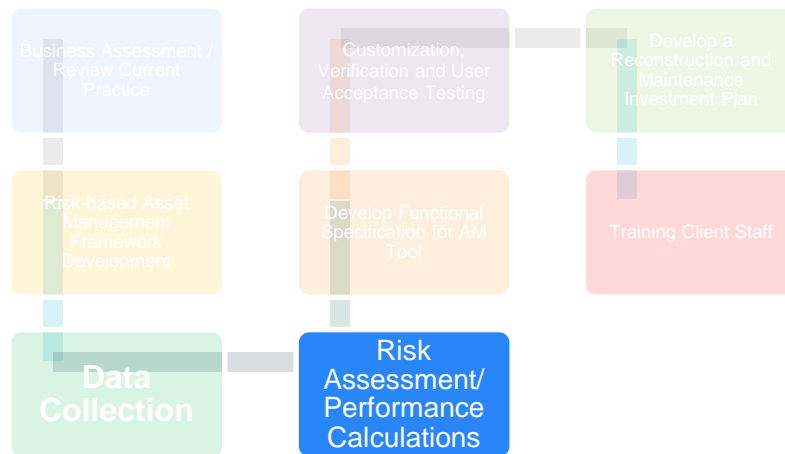 Business Assessment /
Review Current
Practice
Risk-based Asset
Management
Framework
Development
Data
Collection
Risk
Assessment/
Performance
Calculations
Develop Functional
Specification for AM
Tool
Customization,
Verification and User
Acceptance Testing
Develop a
Reconstruction and
Maintenance
Investment Plan
Training Client Staff